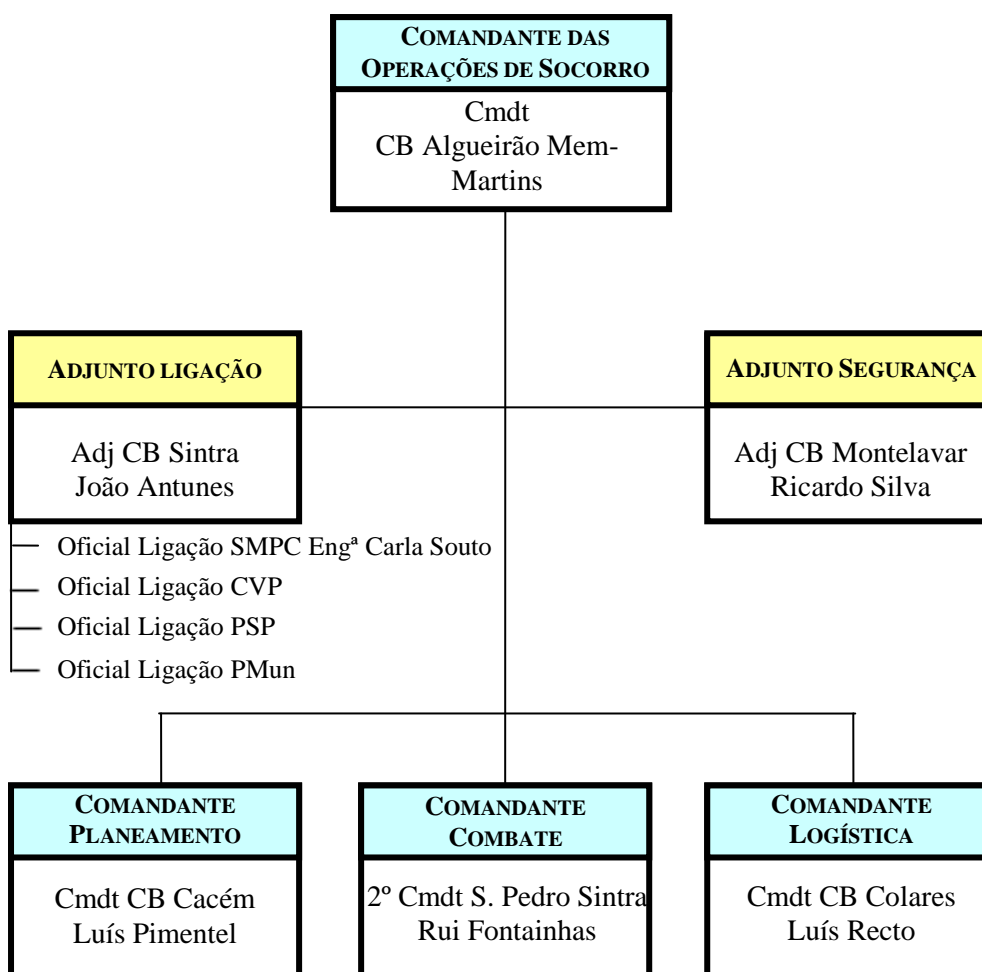 COMANDANTE DAS
OPERAÇÕES DE SOCORRO
Cmdt
CB Algueirão Mem-
Martins
ADJUNTO LIGAÇÃO
Adj CB Sintra
João Antunes
Oficial Ligação SMPC Engª Carla Souto
Oficial Ligação CVP
Oficial Ligação PSP
Oficial Ligação PMun
ADJUNTO SEGURANÇA
Adj CB Montelavar
Ricardo Silva
COMANDANTE
PLANEAMENTO
Cmdt CB Cacém
Luís Pimentel
COMANDANTE
COMBATE
2º Cmdt S. Pedro Sintra
Rui Fontainhas
COMANDANTE
LOGÍSTICA
Cmdt CB Colares
Luís Recto